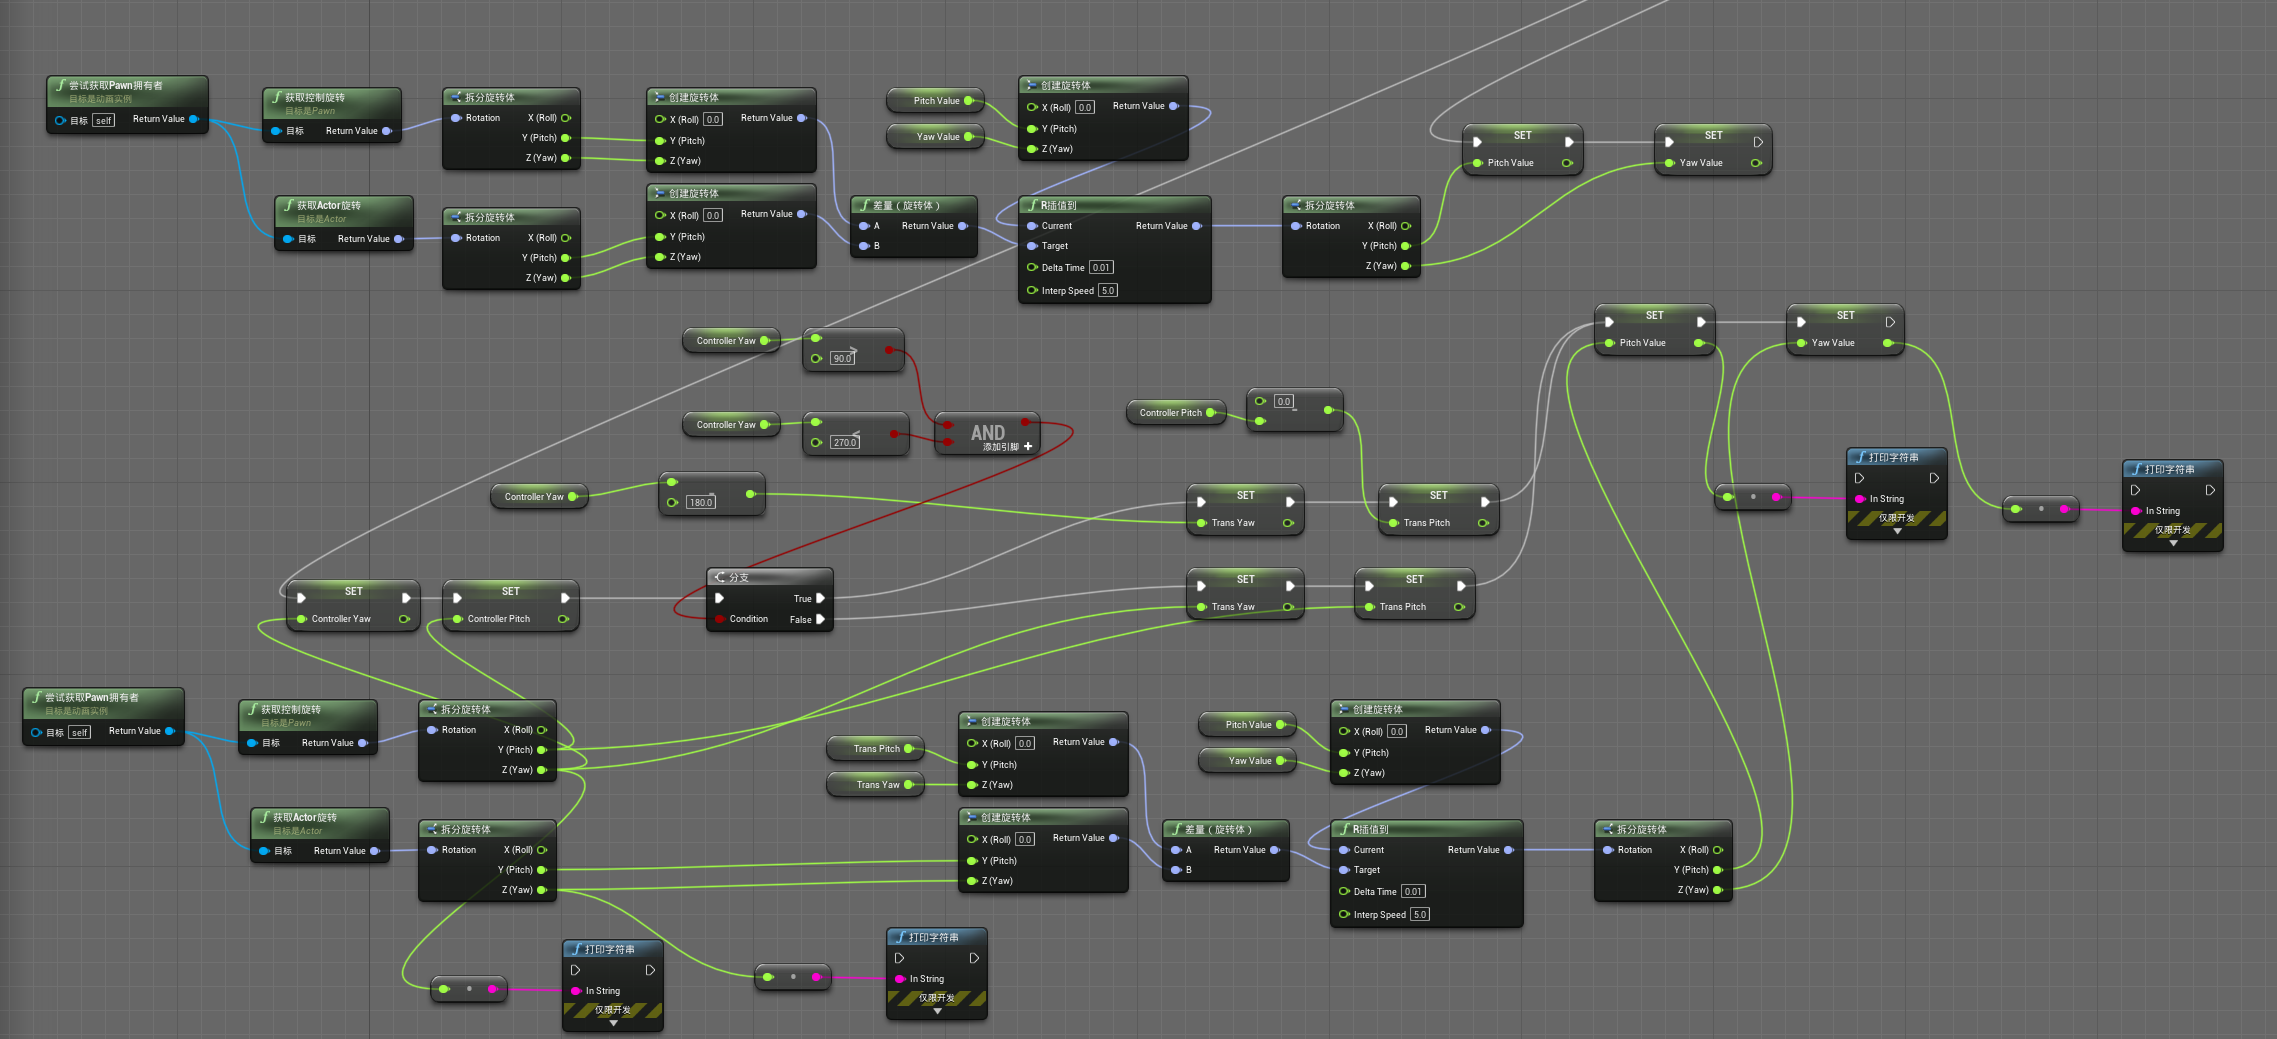 尝试获取Pawn拥有者
目标是动画实例
目标 self Return Value
获取控制旋转
目标是Pawn
目标 Return Value
获取Actor旋转
目标是Actor
目标 Return Value
拆分旋转体
Rotation X (Roll)
Y (Pitch)
Z (Yaw)
拆分旋转体
Rotation X (Roll)
Y (Pitch)
Z (Yaw)
创建旋转体
X (Roll) 0.0 Return Value
Y (Pitch)
Z (Yaw)
创建旋转体
X (Roll) 0.0 Return Value
Y (Pitch)
Z (Yaw)
Pitch Value
Yaw Value
创建旋转体
X (Roll) 0.0 Return Value
Y (Pitch)
Z (Yaw)
差量（旋转体）
A Return Value
B
R插值到
Current Return Value
Target
Delta Time 0.01
Interp Speed 5.0
拆分旋转体
Rotation X (Roll)
Y (Pitch)
Z (Yaw)
SET
Pitch Value
SET
Yaw Value
Controller Yaw
>
90.0
Controller Yaw
<
270.0
AND
添加引脚 +
Controller Yaw
-
180.0
Controller Pitch
0.0
-
SET
Pitch Value
SET
Yaw Value
SET
Trans Yaw
SET
Trans Pitch
打印字符串
In String
仅限开发
打印字符串
In String
仅限开发
SET
Controller Yaw
SET
Controller Pitch
分支
True
Condition False
SET
Trans Yaw
SET
Trans Pitch
尝试获取Pawn拥有者
目标是动画实例
目标 self Return Value
获取控制旋转
目标是Pawn
目标 Return Value
获取Actor旋转
目标是Actor
目标 Return Value
拆分旋转体
Rotation X (Roll)
Y (Pitch)
Z (Yaw)
拆分旋转体
Rotation X (Roll)
Y (Pitch)
Z (Yaw)
Trans Pitch
Trans Yaw
创建旋转体
X (Roll) 0.0 Return Value
Y (Pitch)
Z (Yaw)
创建旋转体
X (Roll) 0.0 Return Value
Y (Pitch)
Z (Yaw)
Pitch Value
Yaw Value
创建旋转体
X (Roll) 0.0 Return Value
Y (Pitch)
Z (Yaw)
差量（旋转体）
A Return Value
B
R插值到
Current Return Value
Target
Delta Time 0.01
Interp Speed 5.0
拆分旋转体
Rotation X (Roll)
Y (Pitch)
Z (Yaw)
打印字符串
In String
仅限开发
打印字符串
In String
仅限开发